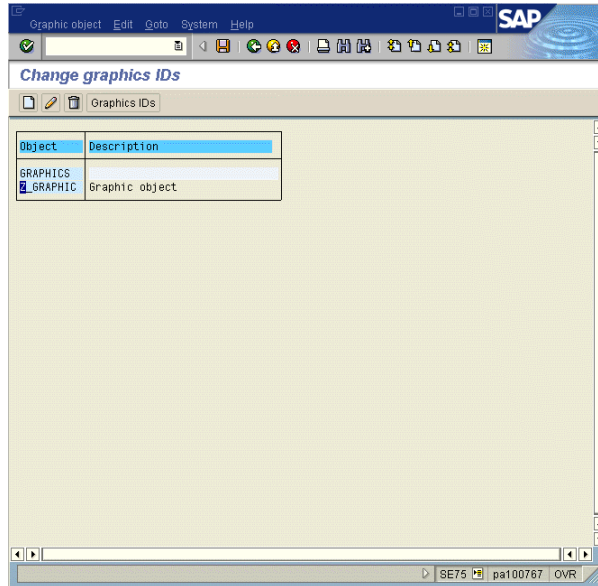 Graphic object Edit Goto System Help
SAP
Change graphics IDs
Graphics IDs
Object Description
GRAPHICS
Z_GRAPHIC Graphic object
SE75 pa100767 OVR